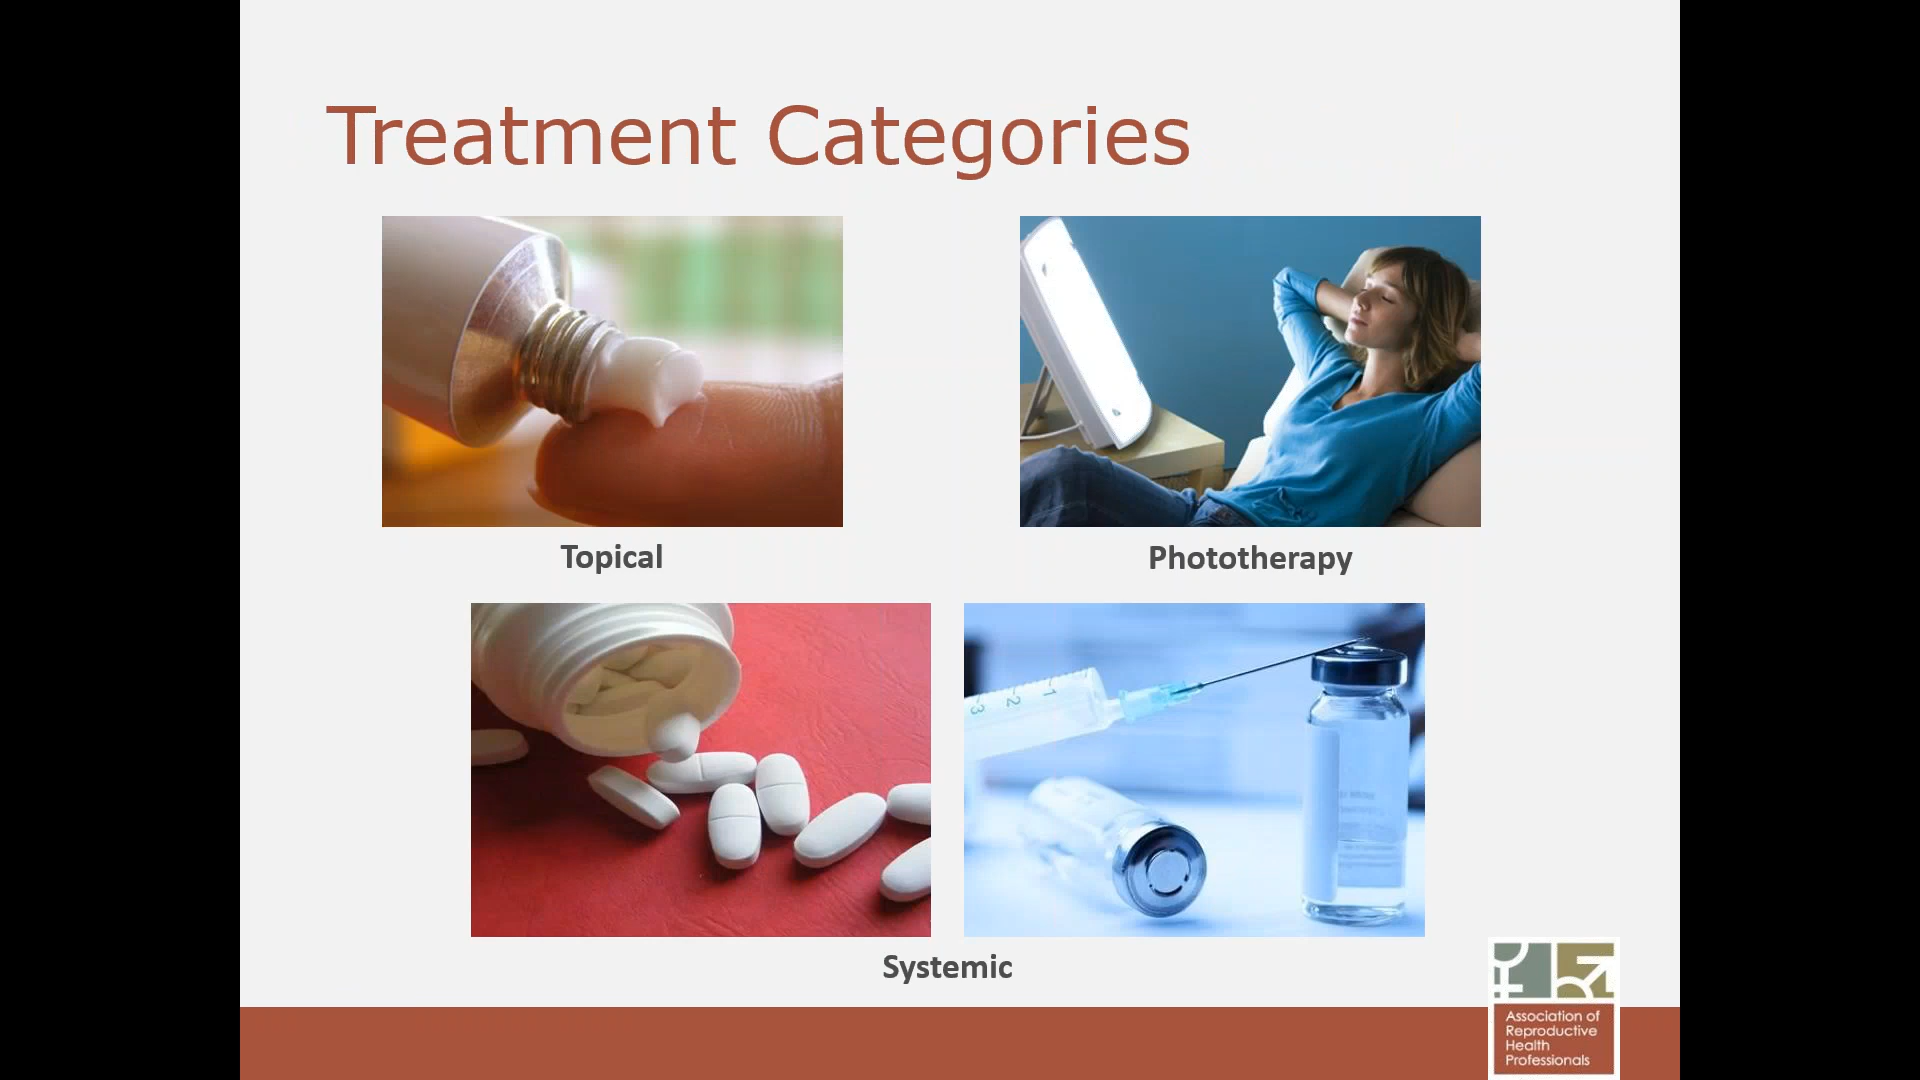 Treatment Categories
Topical
Phototherapy
Systemic
Association of
Reproductive
Health
Professionals